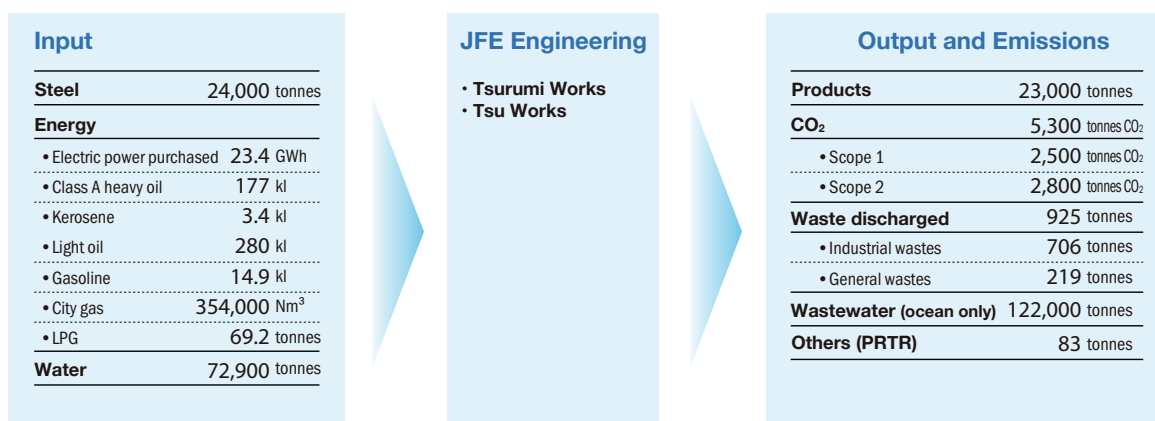 Input
Steel 24,000 tonnes
Energy
•Electric power purchased 23.4 GWh
•Class A heavy oil 177 kl
•Kerosene 3.4 kl
•Light oil 280 kl
•Gasoline 14.9 kl
•City gas 354,000 Nm³
•LPG 69.2 tonnes
Water 72,900 tonnes
JFE Engineering
・Tsurumi Works
・Tsu Works
Output and Emissions
Products 23,000 tonnes
CO₂ 5,300 tonnes CO₂
•Scope 1 2,500 tonnes CO₂
•Scope 2 2,800 tonnes CO₂
Waste discharged 925 tonnes
•Industrial wastes 706 tonnes
•General wastes 219 tonnes
Wastewater (ocean only) 122,000 tonnes
Others (PRTR) 83 tonnes